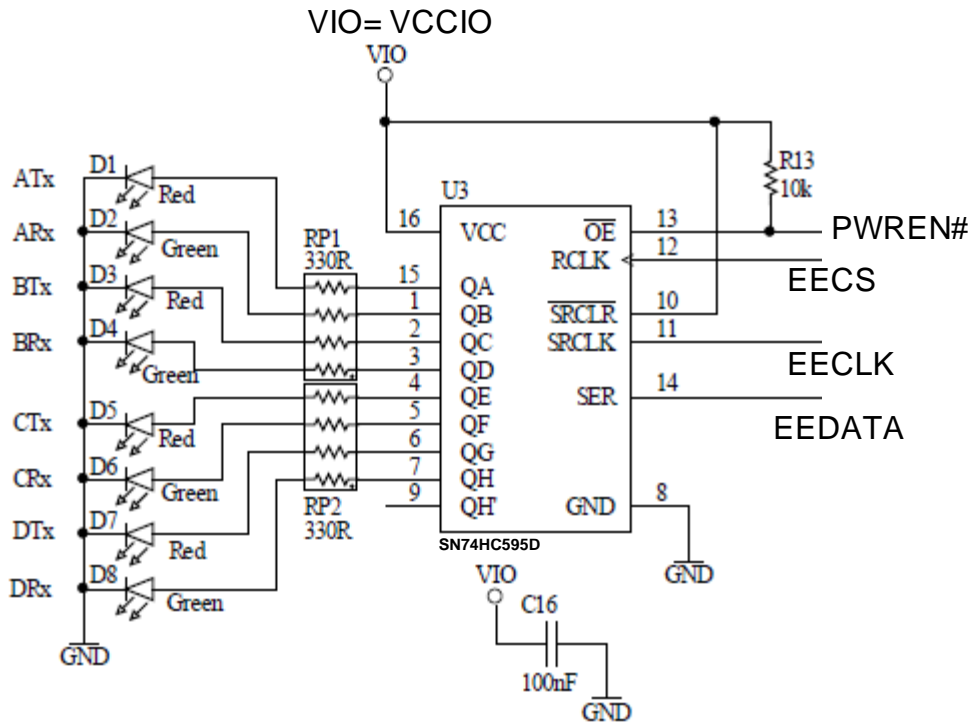 VIO= VCCIO
VIO
R13
10k
ATx D1 Red
ARx D2 Green
BTx D3 Red
BRx D4 Green
CTx D5 Red
CRx D6 Green
DTx D7 Red
DRx D8 Green
GND
RP1
330R
RP2
330R
U3
16 VCC OE 13 PWREN#
RCLK 12 EECS
15 QA
1 QB SRCLR 10
2 QC SRCLK 11 EECLK
3 QD
4 QE SER 14 EEDATA
5 QF
6 QG
7 QH
9 QH' GND 8
SN74HC595D
GND
VIO
C16
100nF
GND